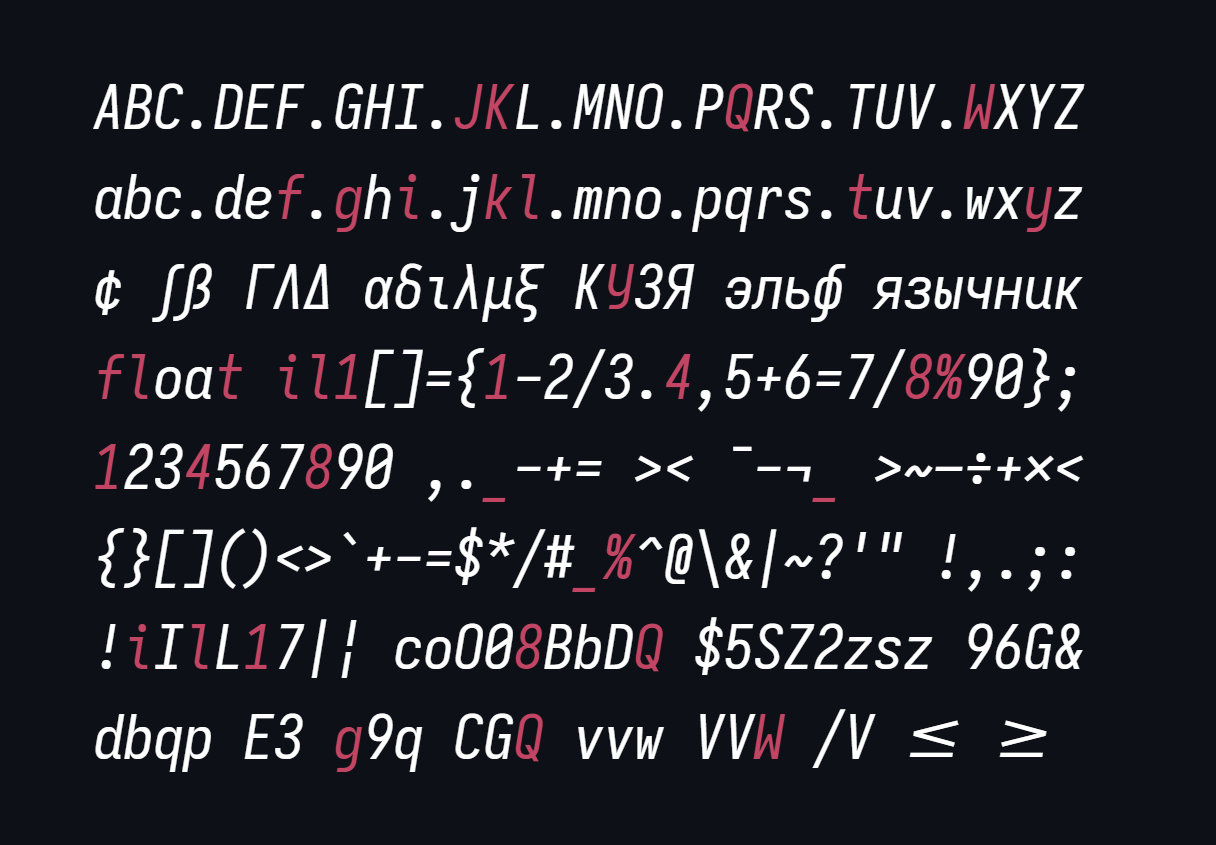 ABC.DEF.GHI.JKL.MNO.PQRS.TUV.WXYZ
abc.def.ghi.jkl.mno.pqrs.tuv.wxyz
¢ ∫ß ΓΛΔ αδιλμξ КУЗЯ эльф язычник
float il1[]={1-2/3.4,5+6=7/8%90};
1234567890 ,._-+= >< ¯-¬_ >~–÷+×<
{}[]()<>`+-=$*/#_%^@\&|~?'" !,.;:
!iIlL17|¦ coO08BbDQ $5SZ2zsz 96G&
dbqp E3 g9q CGQ vvw VVW /V ≤ ≥